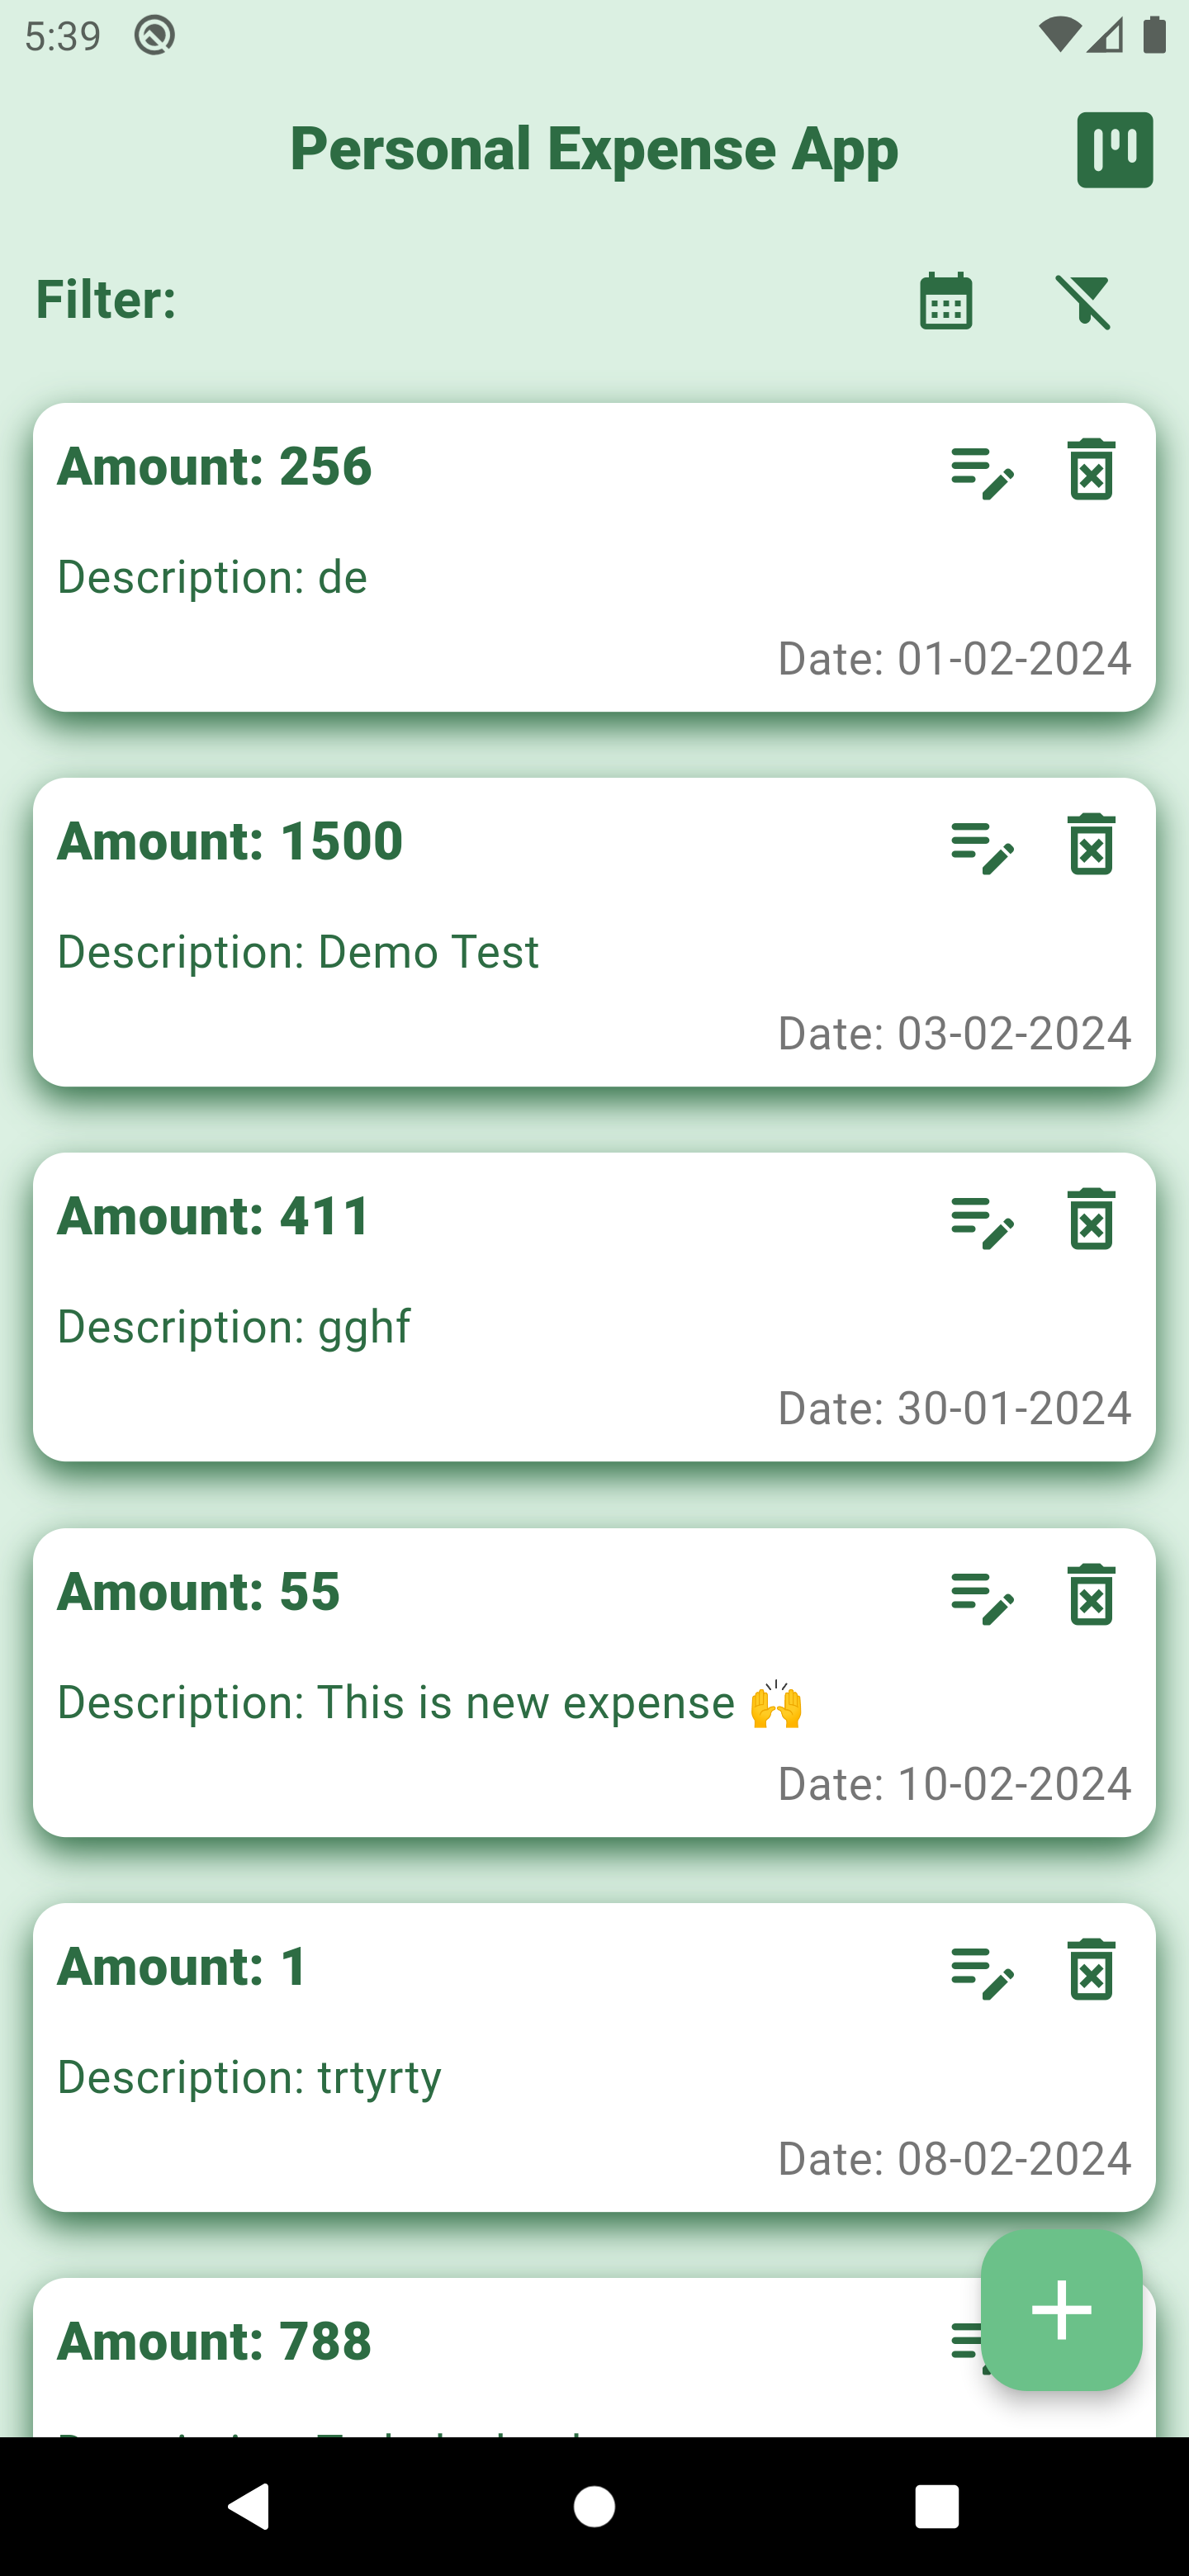 5:39
Personal Expense App
Filter:
Amount: 256
Description: de
Date: 01-02-2024
Amount: 1500
Description: Demo Test
Date: 03-02-2024
Amount: 411
Description: gghf
Date: 30-01-2024
Amount: 55
Description: This is new expense 🙌
Date: 10-02-2024
Amount: 1
Description: trtyrty
Date: 08-02-2024
Amount: 788